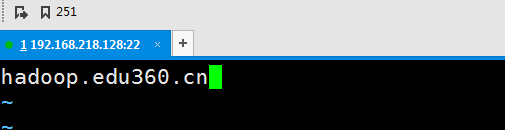 251
1 192.168.218.128:22 × +
hadoop.edu360.cn
~
~